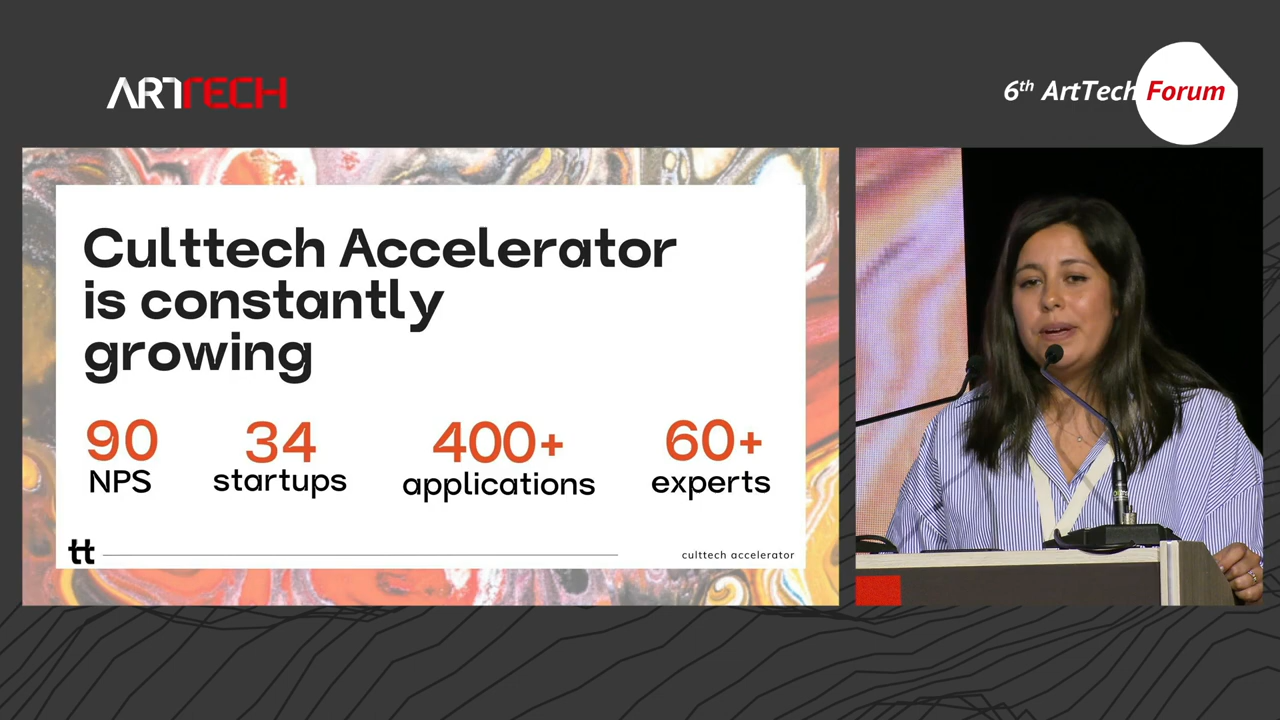 ARTTECH
6th ArtTech Forum
Culttech Accelerator
is constantly
growing
90
NPS
34
startups
400+
applications
60+
experts
tt
culttech accelerator